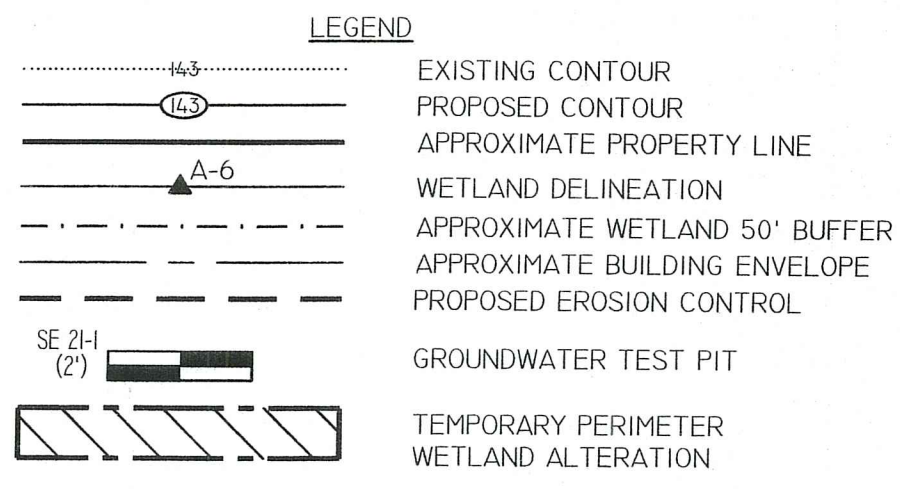 LEGEND
143 EXISTING CONTOUR
143 PROPOSED CONTOUR
APPROXIMATE PROPERTY LINE
A-6 WETLAND DELINEATION
APPROXIMATE WETLAND 50' BUFFER
APPROXIMATE BUILDING ENVELOPE
PROPOSED EROSION CONTROL
SE 21-1
(2') GROUNDWATER TEST PIT
TEMPORARY PERIMETER
WETLAND ALTERATION